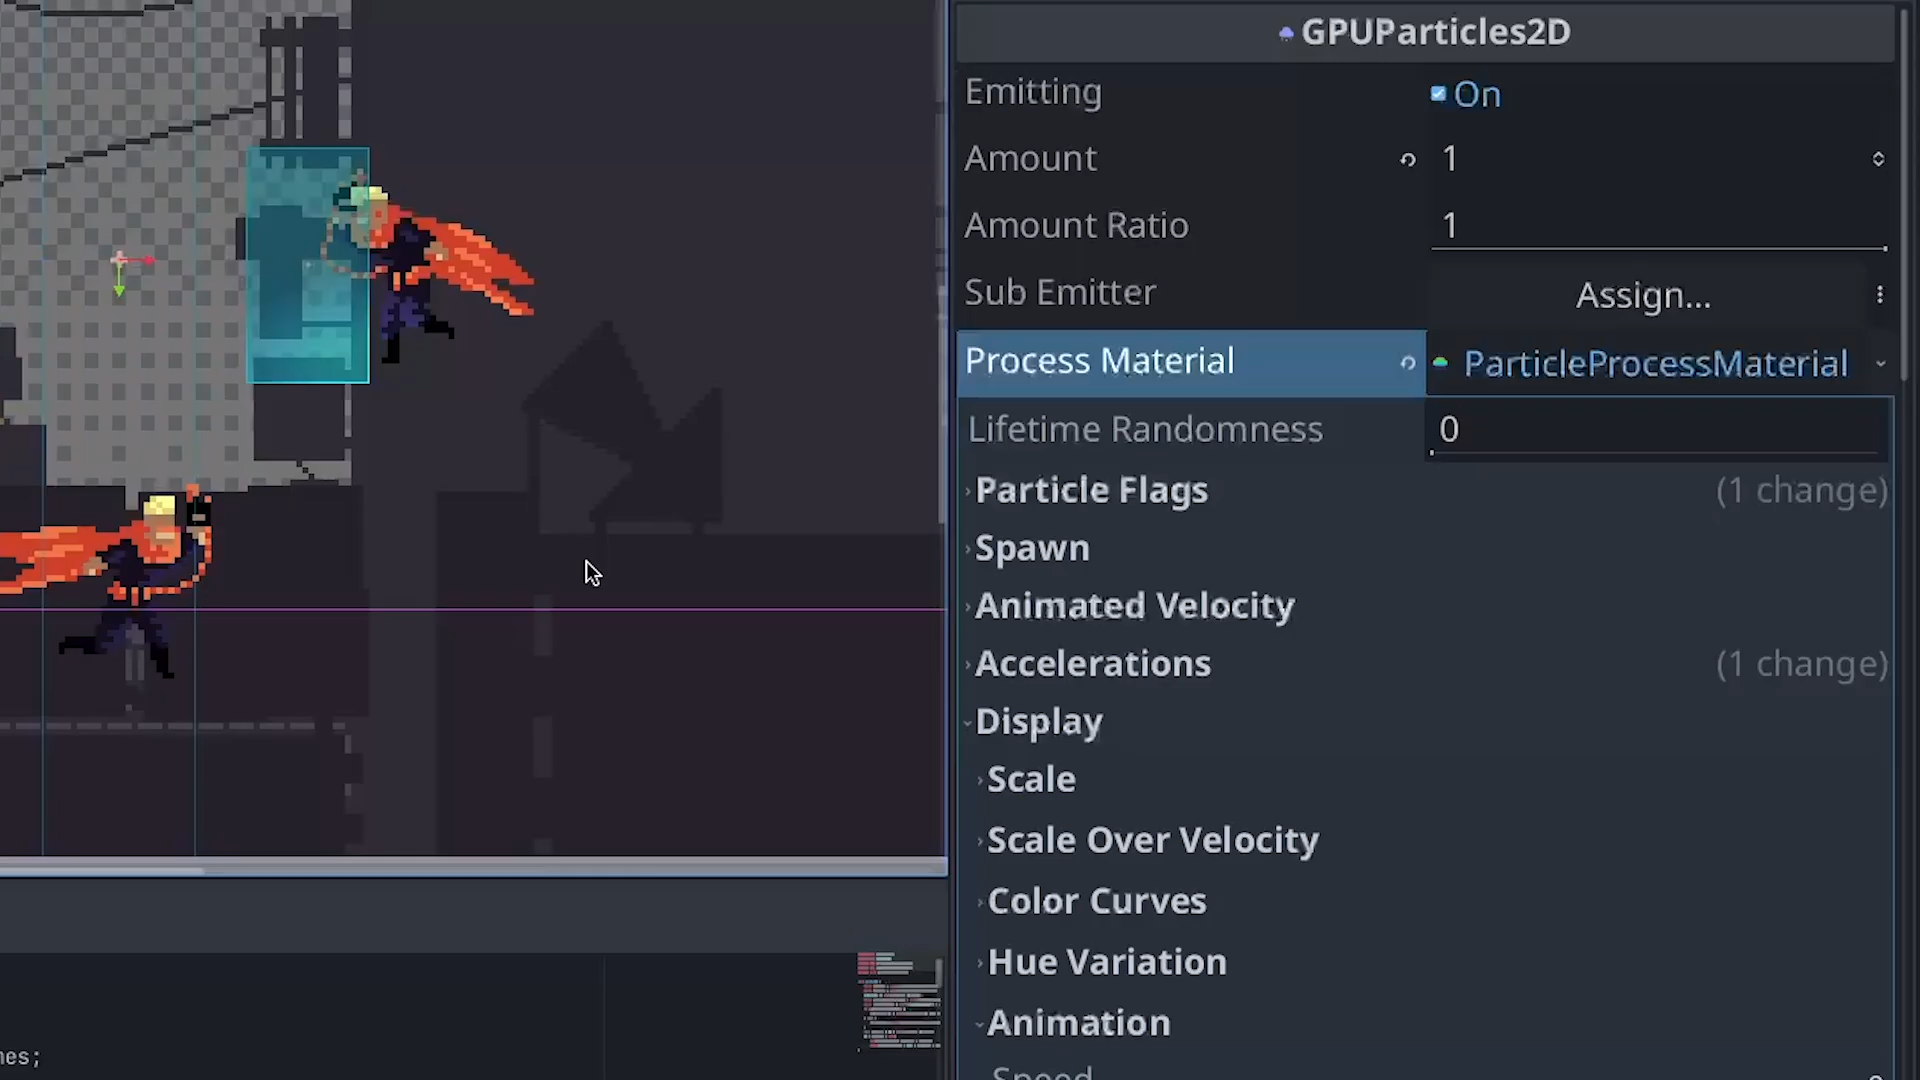 GPUParticles2D
Emitting On
Amount 1
Amount Ratio 1
Sub Emitter Assign...
Process Material ParticleProcessMaterial
Lifetime Randomness 0
Particle Flags (1 change)
Spawn
Animated Velocity
Accelerations (1 change)
Display
Scale
Scale Over Velocity
Color Curves
Hue Variation
Animation
Speed
nes;